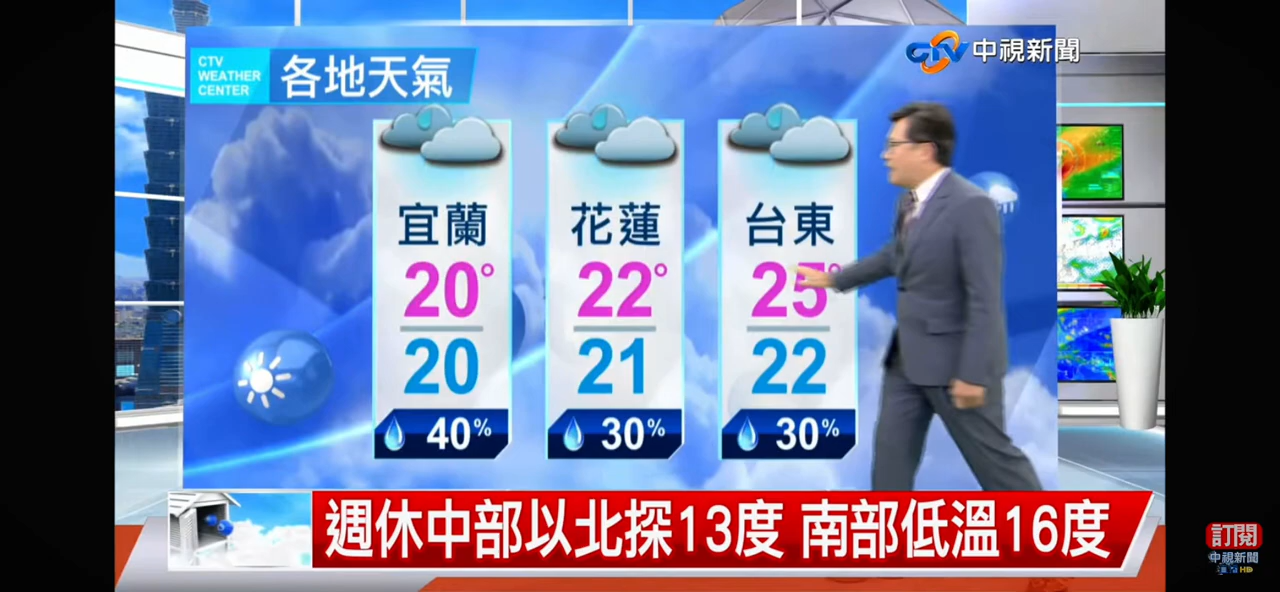 CTV
WEATHER
CENTER
各地天氣
CTV 中視新聞
宜蘭
20°
20
40%
花蓮
22°
21
30%
台東
25°
22
30%
週休中部以北探13度 南部低溫16度
訂閱
中視新聞
HD